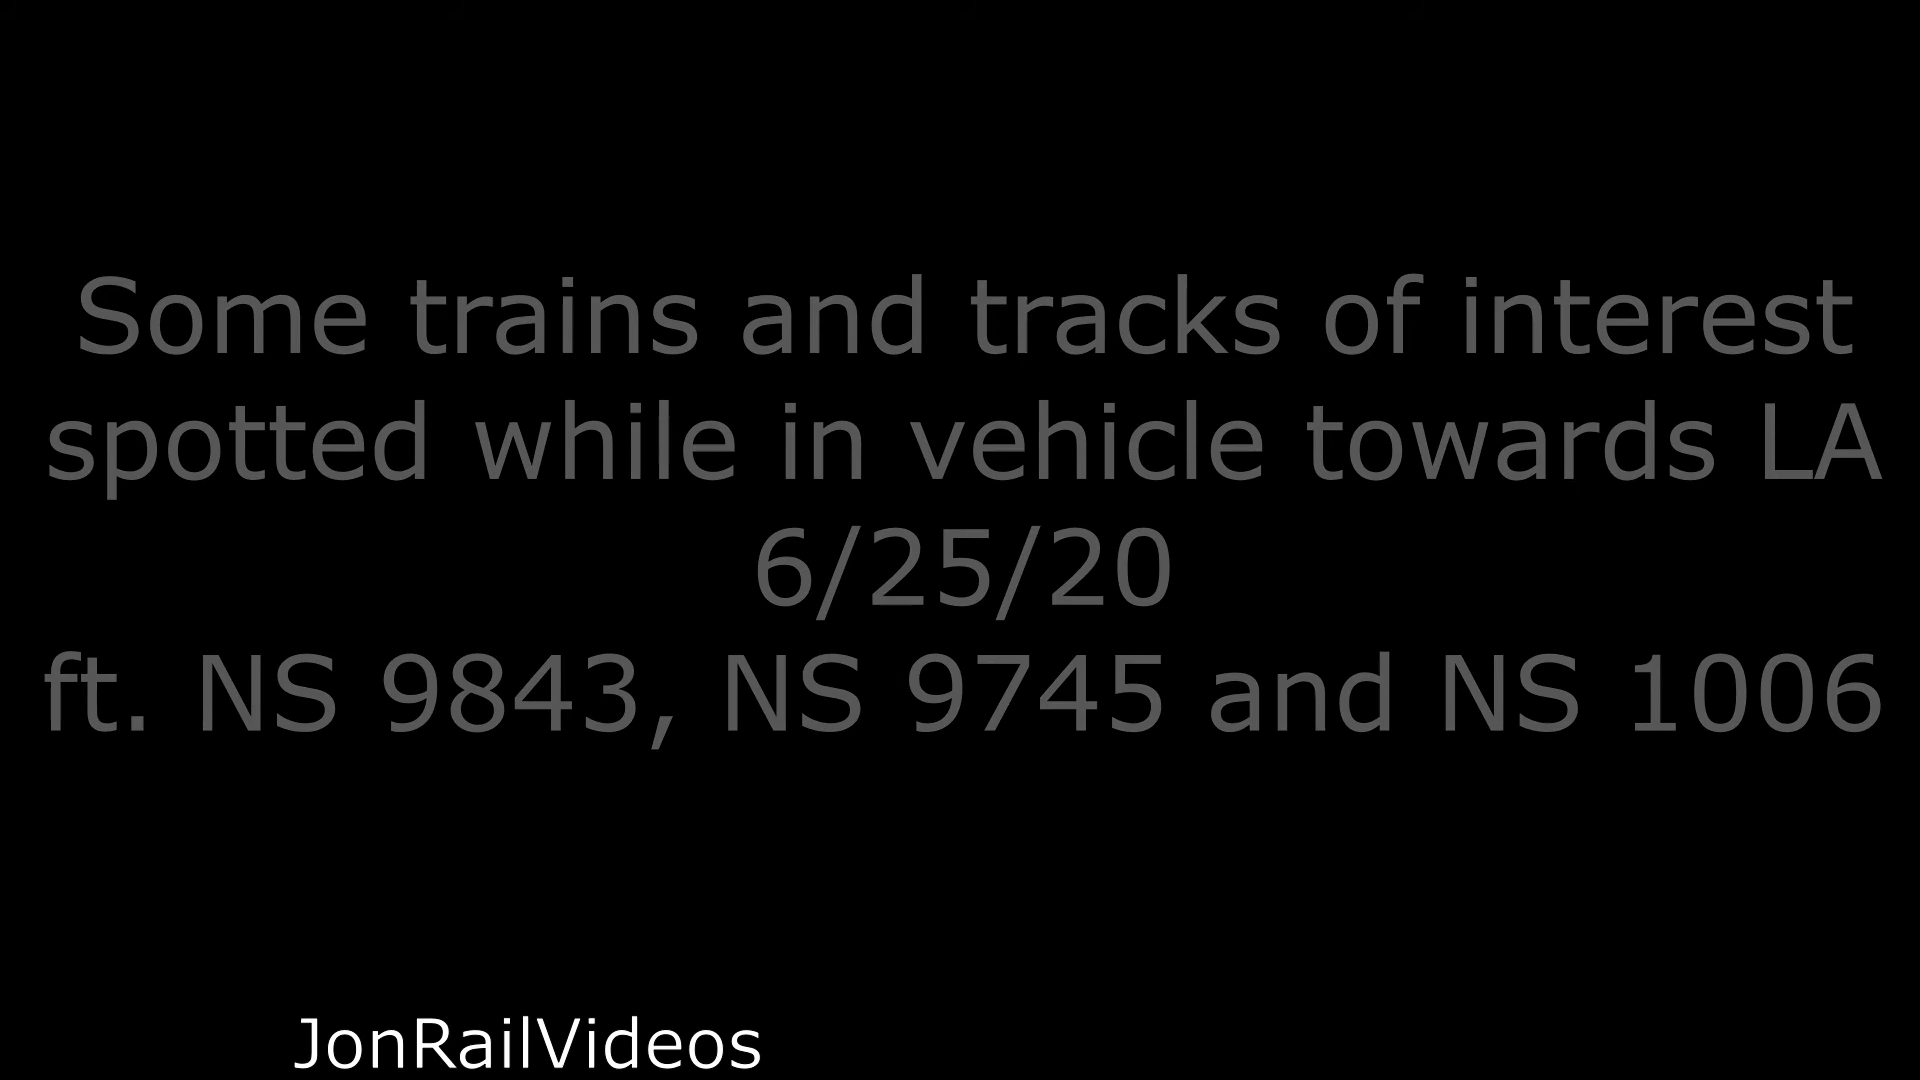 Some trains and tracks of interest
spotted while in vehicle towards LA
6/25/20
ft. NS 9843, NS 9745 and NS 1006
JonRailVideos